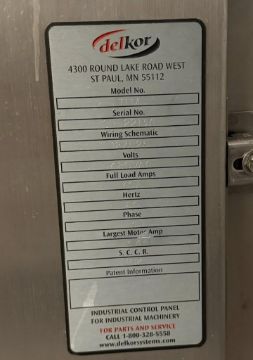 delkor
4300 ROUND LAKE ROAD WEST
ST PAUL, MN 55112
Model No.
Serial No.
Wiring Schematic
Volts
Full Load Amps
Hertz
Phase
Largest Motor Amp
S. C. C. R.
Patent Information
INDUSTRIAL CONTROL PANEL
FOR INDUSTRIAL MACHINERY
FOR PARTS AND SERVICE
CALL 1-800-328-5558
www.delkorsystems.com